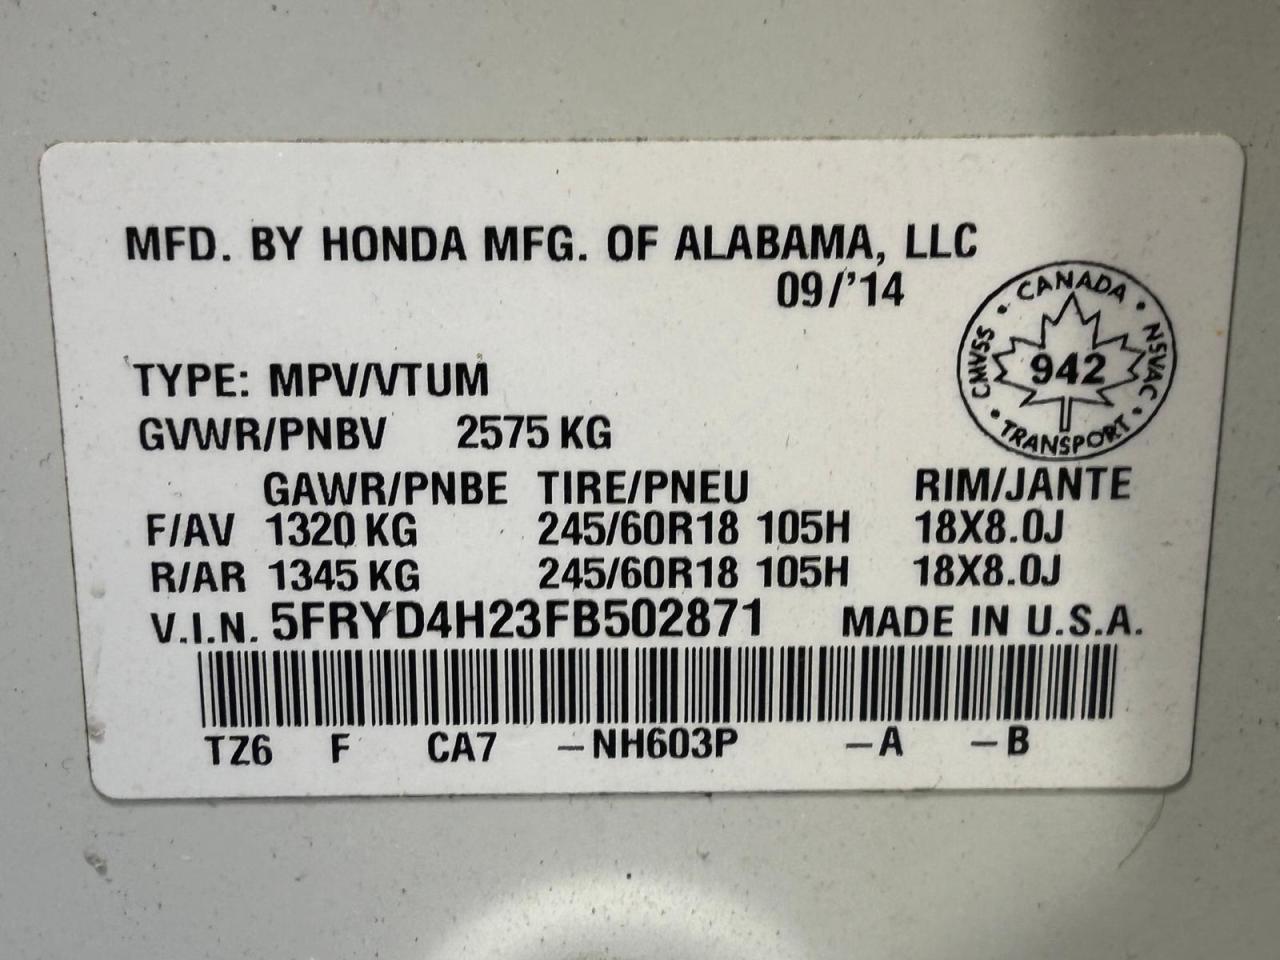 MFD. BY HONDA MFG. OF ALABAMA, LLC
09/'14
CANADA • NSVAC • TRANSPORT • CMVSS •
942
TYPE: MPV/VTUM
GVWR/PNBV 2575 KG
GAWR/PNBE TIRE/PNEU RIM/JANTE
F/AV 1320 KG 245/60R18 105H 18X8.0J
R/AR 1345 KG 245/60R18 105H 18X8.0J
V.I.N. 5FRYD4H23FB502871 MADE IN U.S.A.
TZ6 F CA7 –NH603P –A –B